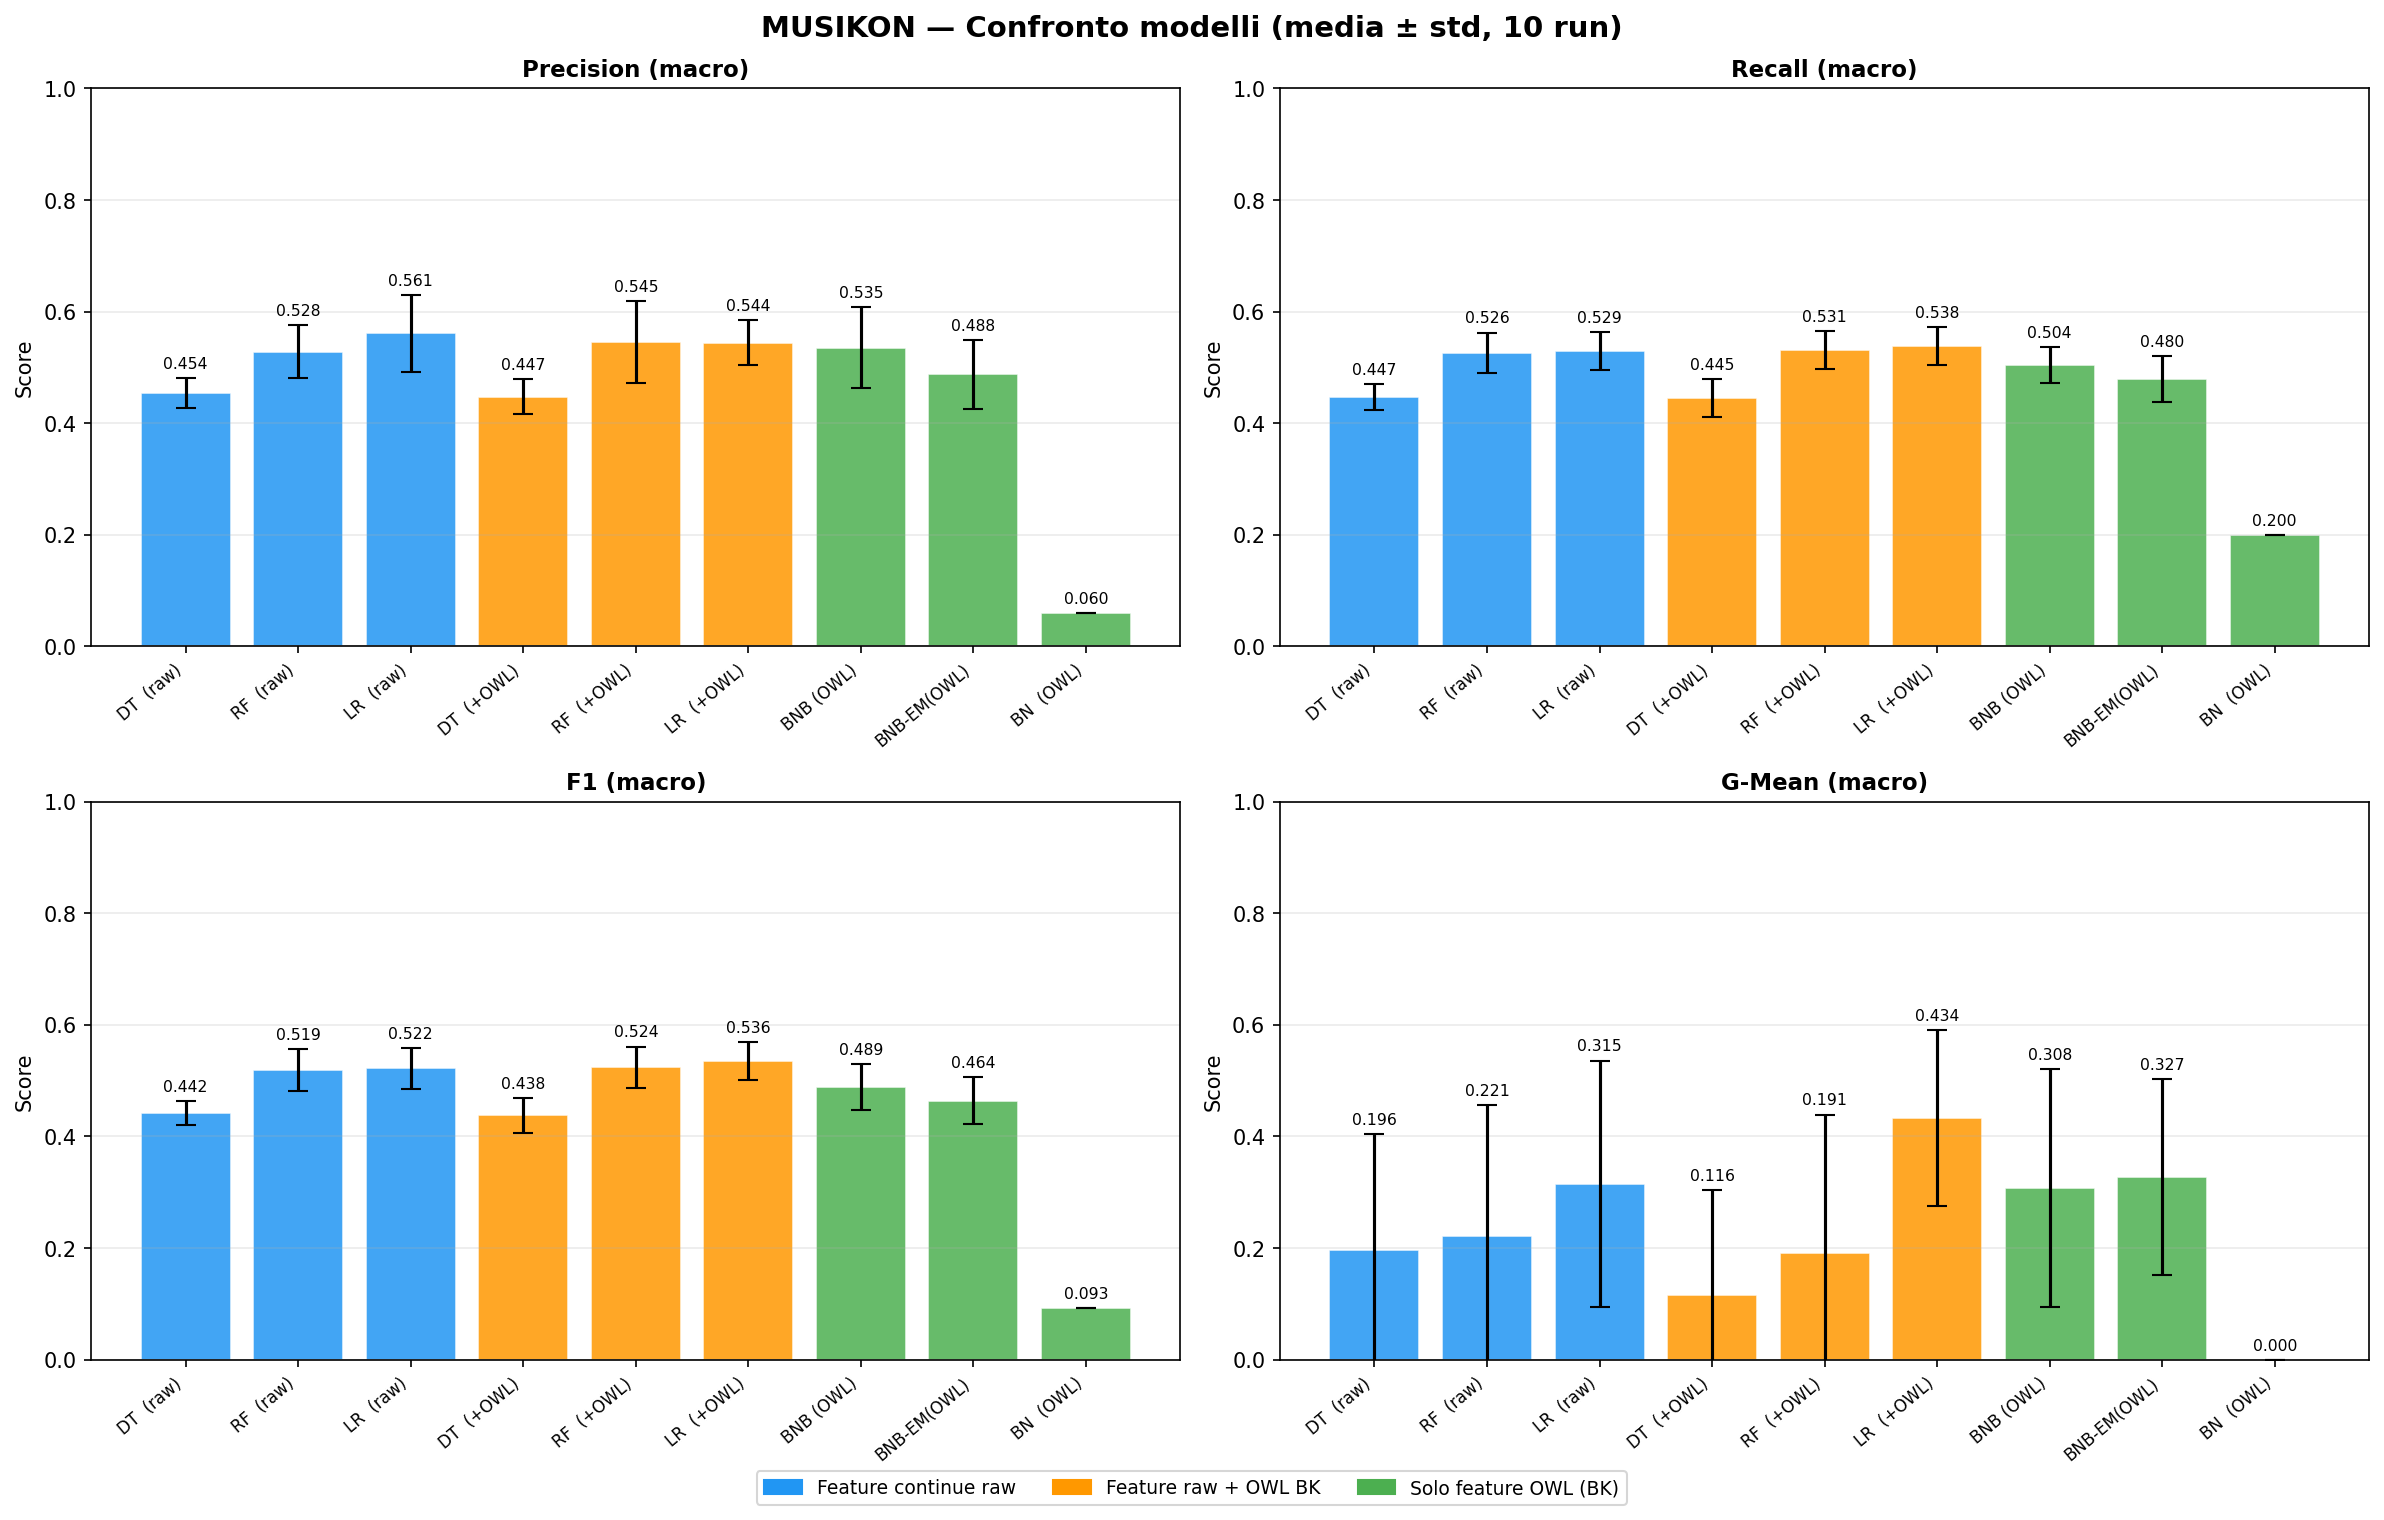 MUSIKON — Confronto modelli (media ± std, 10 run)
Precision (macro)
1.0
0.8
0.6
0.4
0.2
0.0
Score
0.454
0.528
0.561
0.447
0.545
0.544
0.535
0.488
0.060
DT (raw)
RF (raw)
LR (raw)
DT (+OWL)
RF (+OWL)
LR (+OWL)
BNB (OWL)
BNB-EM(OWL)
BN (OWL)
Recall (macro)
1.0
0.8
0.6
0.4
0.2
0.0
Score
0.447
0.526
0.529
0.445
0.531
0.538
0.504
0.480
0.200
DT (raw)
RF (raw)
LR (raw)
DT (+OWL)
RF (+OWL)
LR (+OWL)
BNB (OWL)
BNB-EM(OWL)
BN (OWL)
F1 (macro)
1.0
0.8
0.6
0.4
0.2
0.0
Score
0.442
0.519
0.522
0.438
0.524
0.536
0.489
0.464
0.093
DT (raw)
RF (raw)
LR (raw)
DT (+OWL)
RF (+OWL)
LR (+OWL)
BNB (OWL)
BNB-EM(OWL)
BN (OWL)
G-Mean (macro)
1.0
0.8
0.6
0.4
0.2
0.0
Score
0.196
0.221
0.315
0.116
0.191
0.434
0.308
0.327
0.000
DT (raw)
RF (raw)
LR (raw)
DT (+OWL)
RF (+OWL)
LR (+OWL)
BNB (OWL)
BNB-EM(OWL)
BN (OWL)
Feature continue raw
Feature raw + OWL BK
Solo feature OWL (BK)